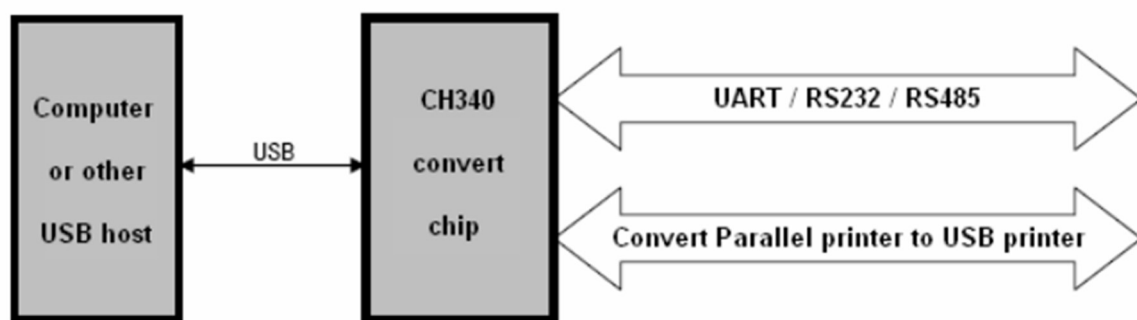 Computer
or other
USB host
USB
CH340
convert
chip
UART / RS232 / RS485
Convert Parallel printer to USB printer